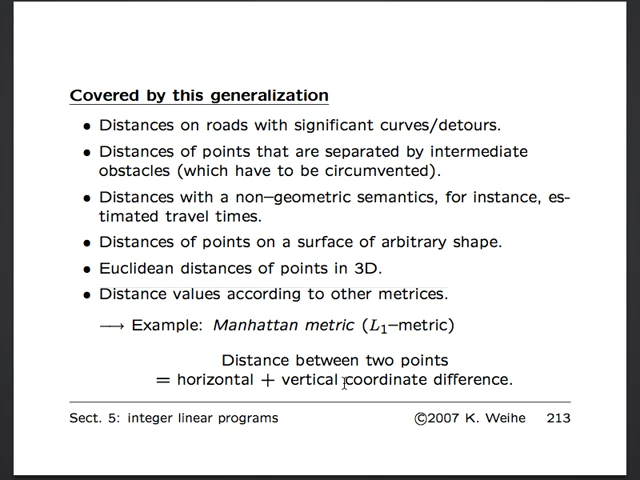 Covered by this generalization
• Distances on roads with significant curves/detours.
• Distances of points that are separated by intermediate
obstacles (which have to be circumvented).
• Distances with a non−geometric semantics, for instance, es-
timated travel times.
• Distances of points on a surface of arbitrary shape.
• Euclidean distances of points in 3D.
• Distance values according to other metrices.
⟶ Example: Manhattan metric (L₁−metric)
Distance between two points
= horizontal + vertical coordinate difference.
Sect. 5: integer linear programs ©2007 K. Weihe 213